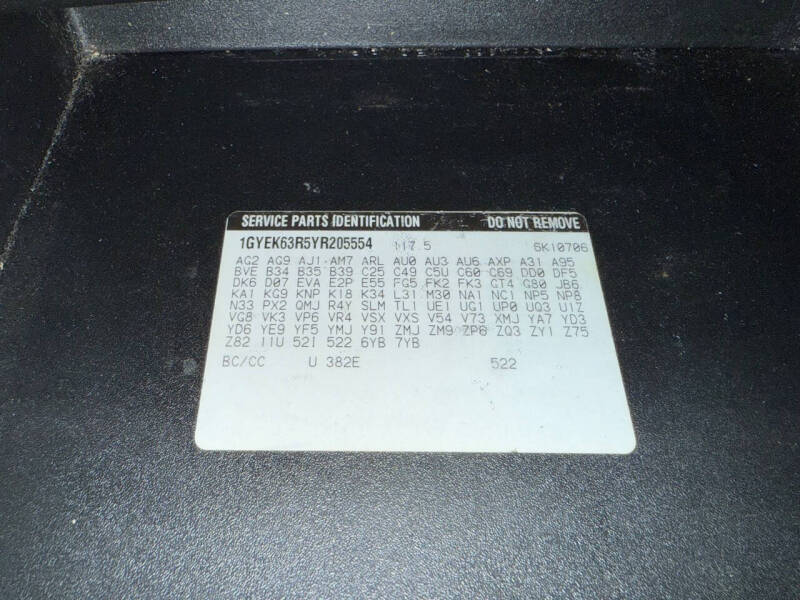 SERVICE PARTS IDENTIFICATION DO NOT REMOVE
1GYEK63R5YR205554 117.5 6K10706
AG2 AG9 AJ1 AM7 ARL AU0 AU3 AU6 AXP A31 A95
BVE B34 B35 B39 C25 C49 C5U C60 C69 DD0 DF5
DK6 D07 EVA E2P E55 FG5 FK2 FK3 GT4 G80 JB6
KA1 KG9 KNP K18 K34 L31 M30 NA1 NC1 NP5 NP8
N33 PX2 QMJ R4Y SLM TL1 UE1 UG1 UP0 UQ3 U1Z
VG8 VK3 VP6 VR4 VSX VXS V54 V73 XMJ YA7 YD3
YD6 YE9 YF5 YMJ Y91 ZMJ ZM9 ZP6 ZQ3 ZY1 Z75
Z82 11U 52I 522 6YB 7YB
BC/CC U 382E 522